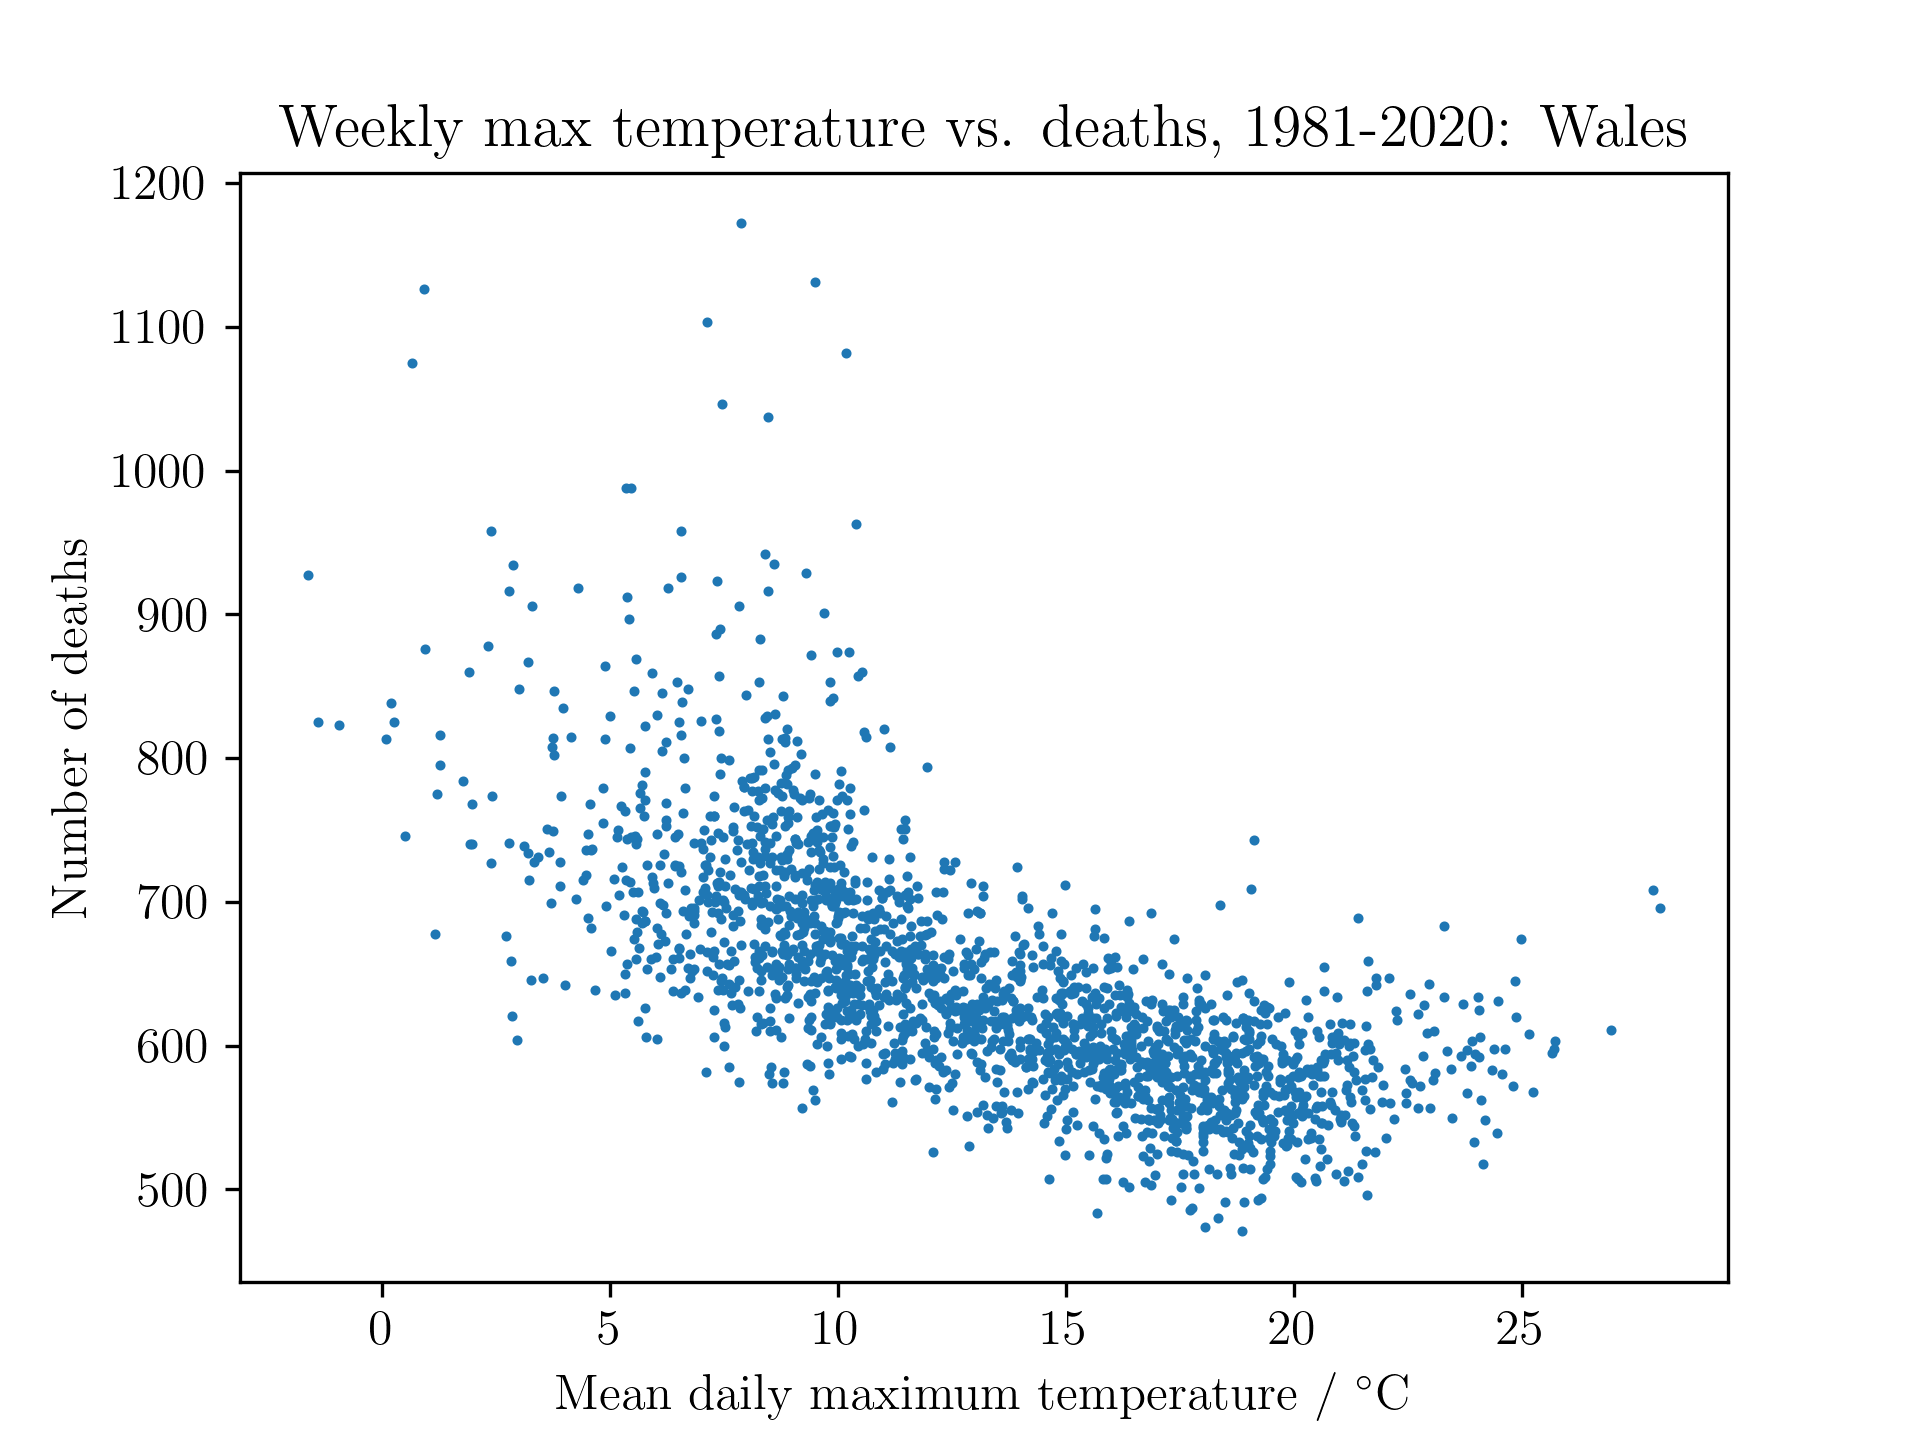 Weekly max temperature vs. deaths, 1981-2020: Wales
1200
1100
1000
900
800
700
600
500
Number of deaths
0 5 10 15 20 25
Mean daily maximum temperature / °C